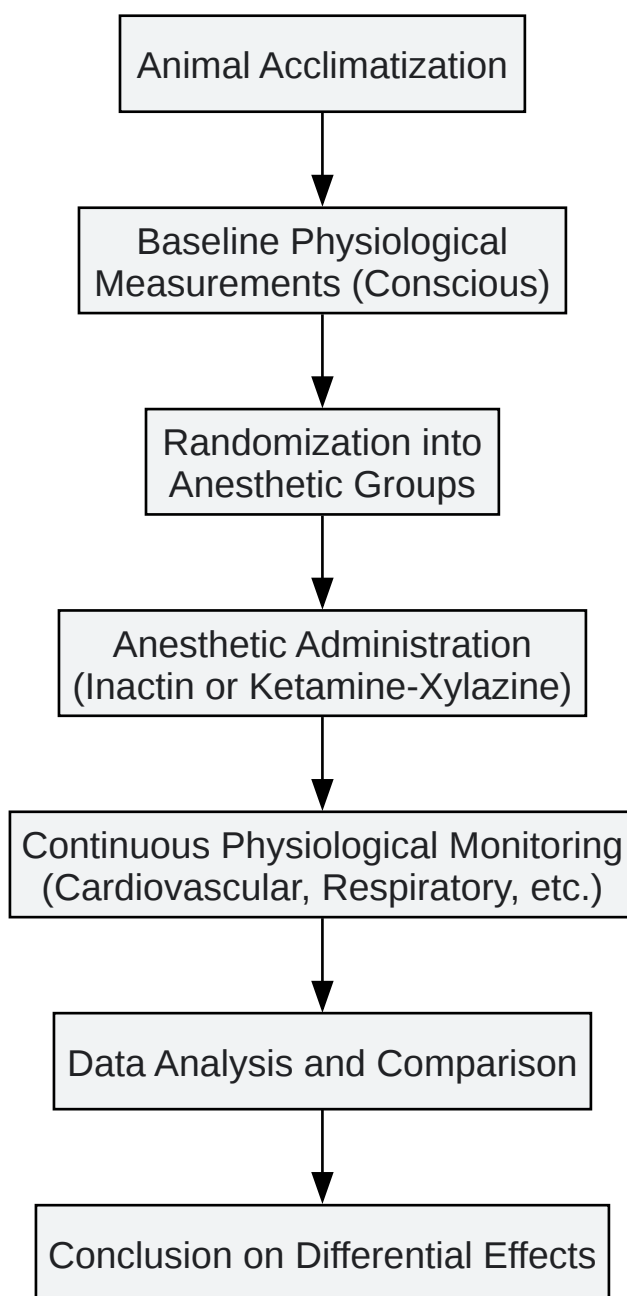 Animal Acclimatization
Baseline Physiological
Measurements (Conscious)
Randomization into
Anesthetic Groups
Anesthetic Administration
(Inactin or Ketamine-Xylazine)
Continuous Physiological Monitoring
(Cardiovascular, Respiratory, etc.)
Data Analysis and Comparison
Conclusion on Differential Effects